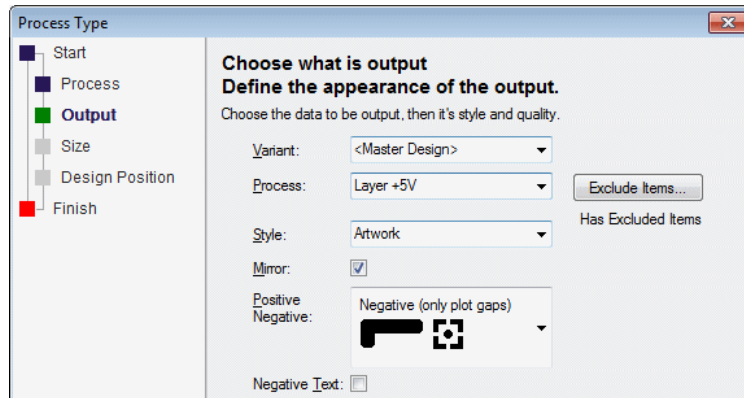 Process Type
Start
Process
Output
Size
Design Position
Finish
Choose what is output
Define the appearance of the output.
Choose the data to be output, then it's style and quality.
Variant: <Master Design>
Process: Layer +5V Exclude Items...
Has Excluded Items
Style: Artwork
Mirror:
Positive
Negative:
Negative (only plot gaps)
Negative Text: